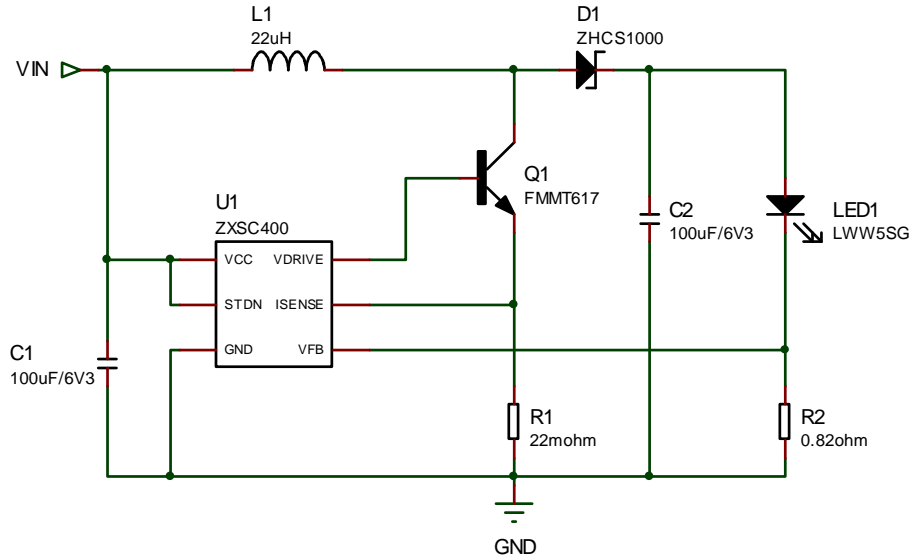 L1
22uH
D1
ZHCS1000
VIN
Q1
FMMT617
U1
ZXSC400
VCC VDRIVE
STDN ISENSE
GND VFB
C2
100uF/6V3
LED1
LWW5SG
C1
100uF/6V3
R1
22mohm
R2
0.82ohm
GND